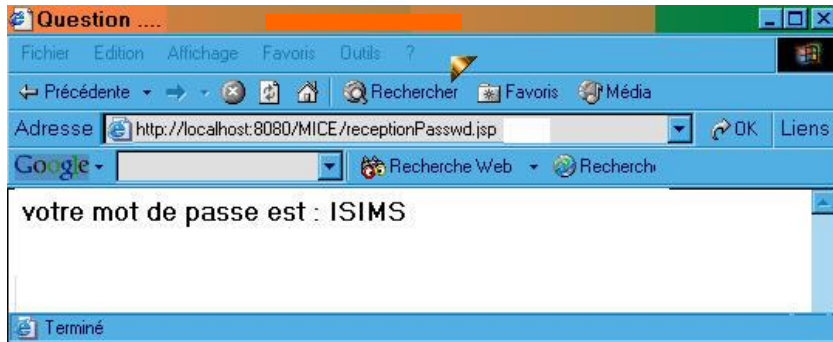 Question ....
Fichier Edition Affichage Favoris Outils ?
Précédente Rechercher Favoris Média
Adresse http://localhost:8080/MICE/receptionPasswd.jsp OK Liens
Google Recherche Web Recherch
votre mot de passe est : ISIMS
Terminé